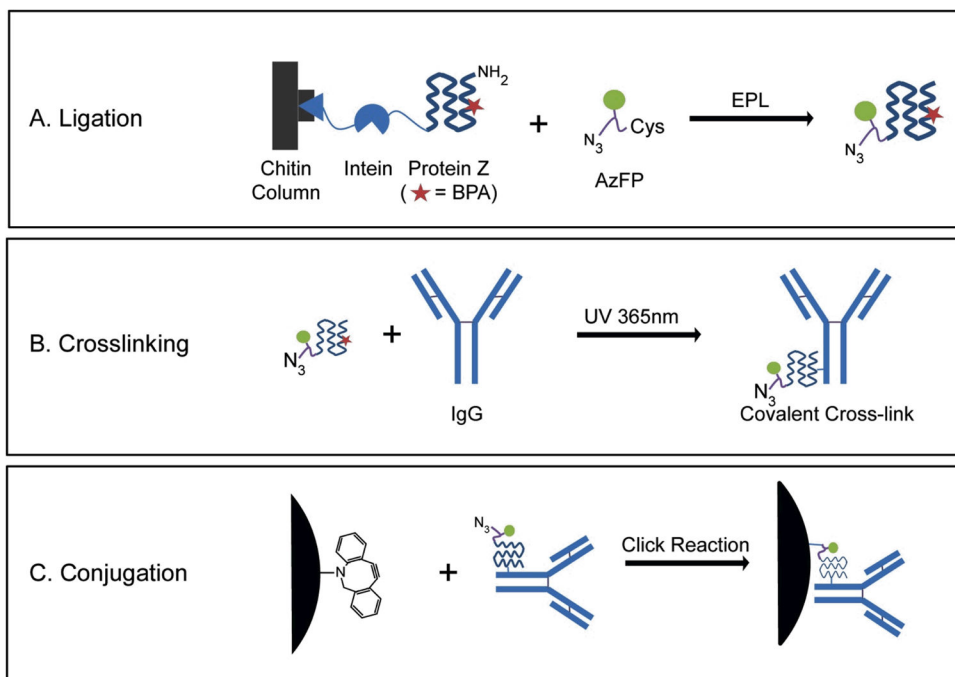 A. Ligation
NH2
Chitin
Column
Intein
Protein Z
( = BPA)
+
N3
Cys
AzFP
EPL
N3
B. Crosslinking
N3
+
IgG
UV 365nm
N3
Covalent Cross-link
C. Conjugation
N
+
N3
Click Reaction